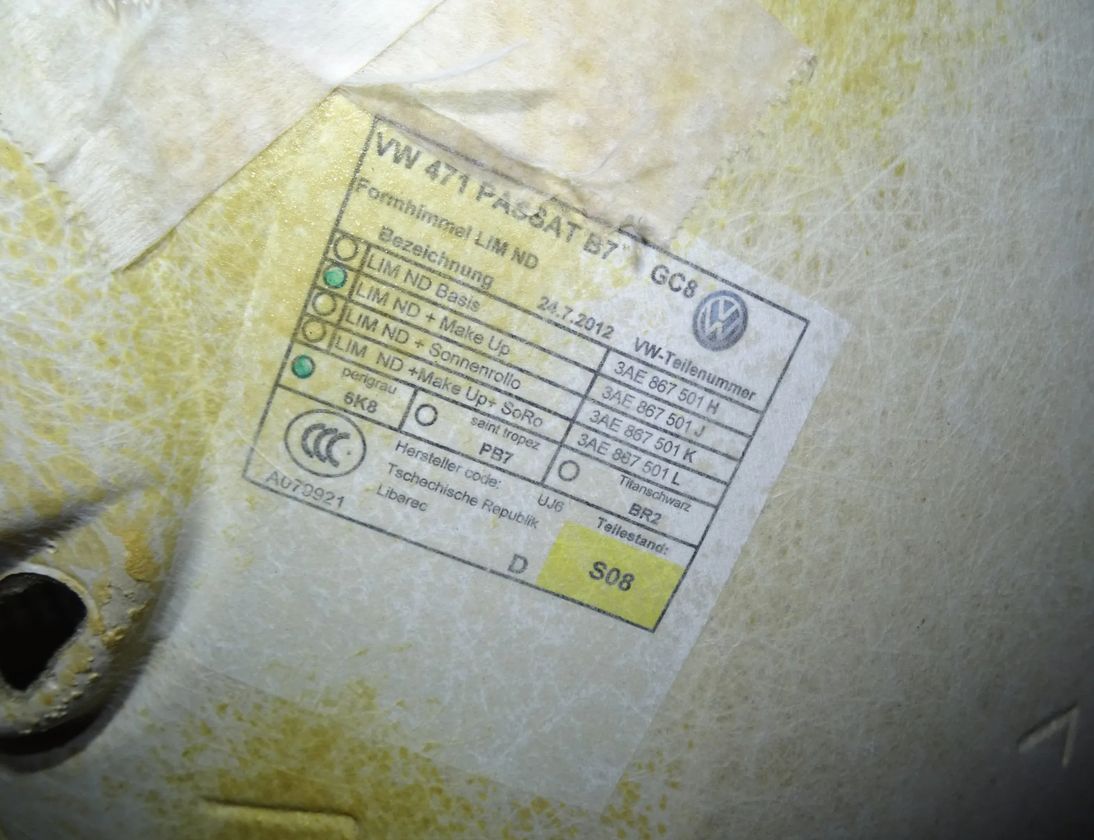 VW 471 PASSAT B7 GC8
Formhimmel LIM ND
Bezeichnung 24.7.2012 VW-Teilenummer
LIM ND Basis 3AE 867 501 H
LIM ND + Make Up 3AE 867 501 J
LIM ND + Sonnenrollo 3AE 867 501 K
LIM ND +Make Up+ SoRo 3AE 867 501 L
perlgrau saint tropez Titanschwarz
6K8 PB7 BR2
CCC
A070921
Hersteller code: UJ6 Teilestand:
Tschechische Republik
Libarec
D S08